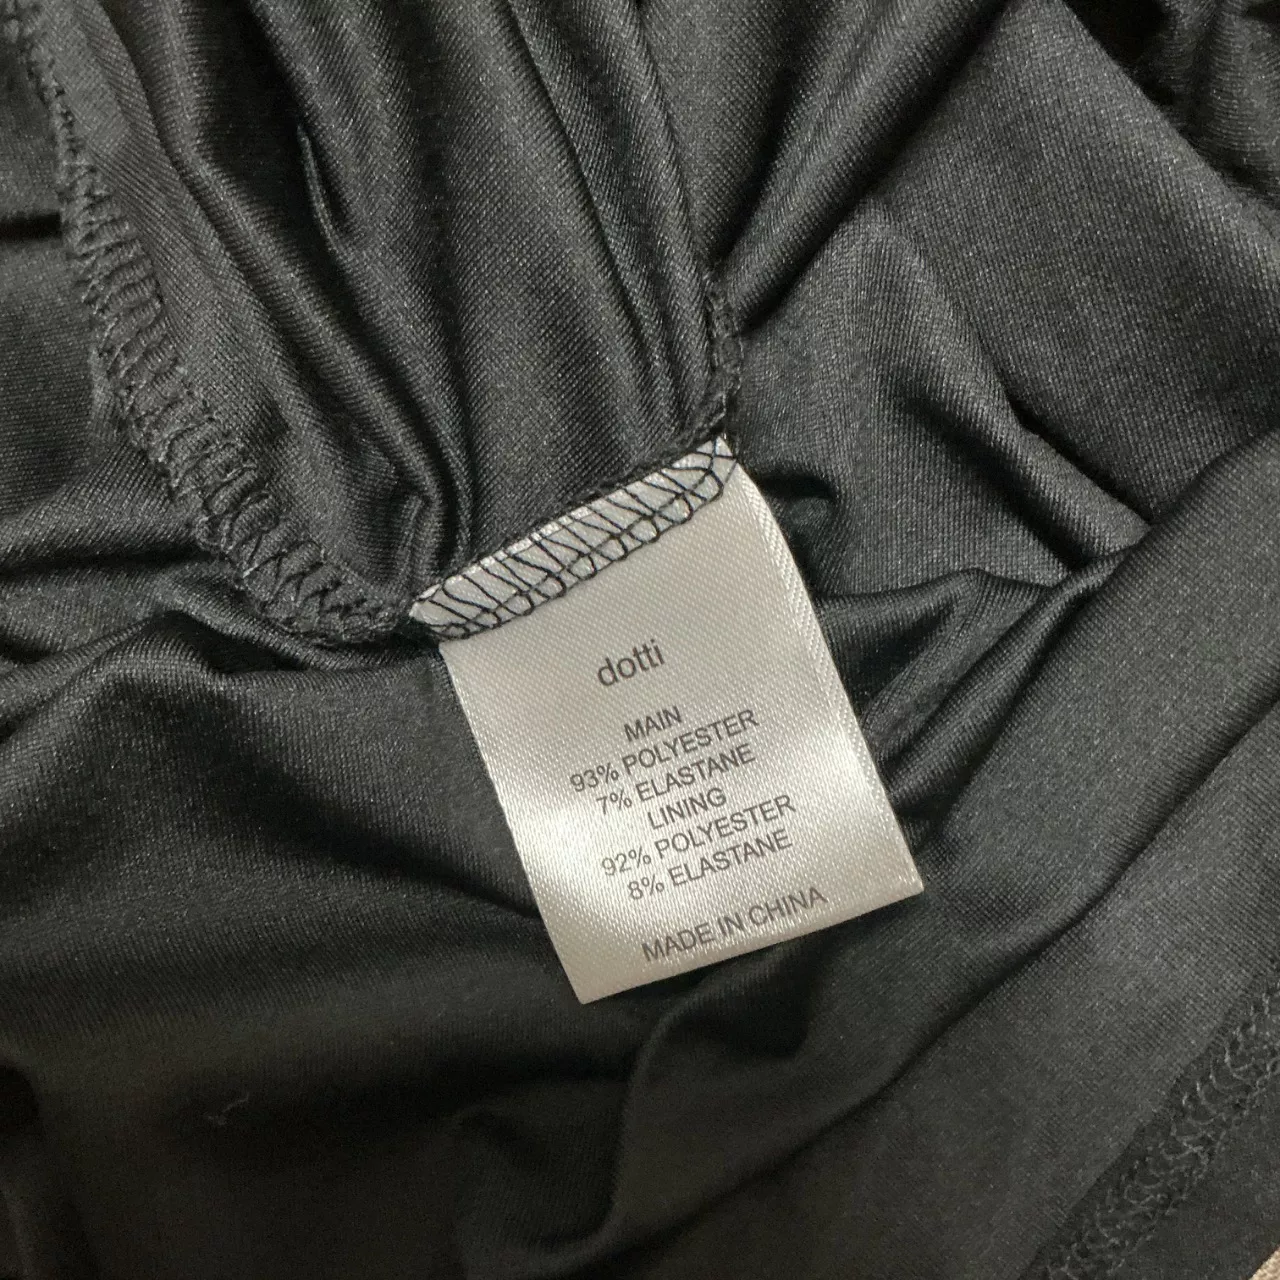 dotti
MAIN
93% POLYESTER
7% ELASTANE
LINING
92% POLYESTER
8% ELASTANE
MADE IN CHINA